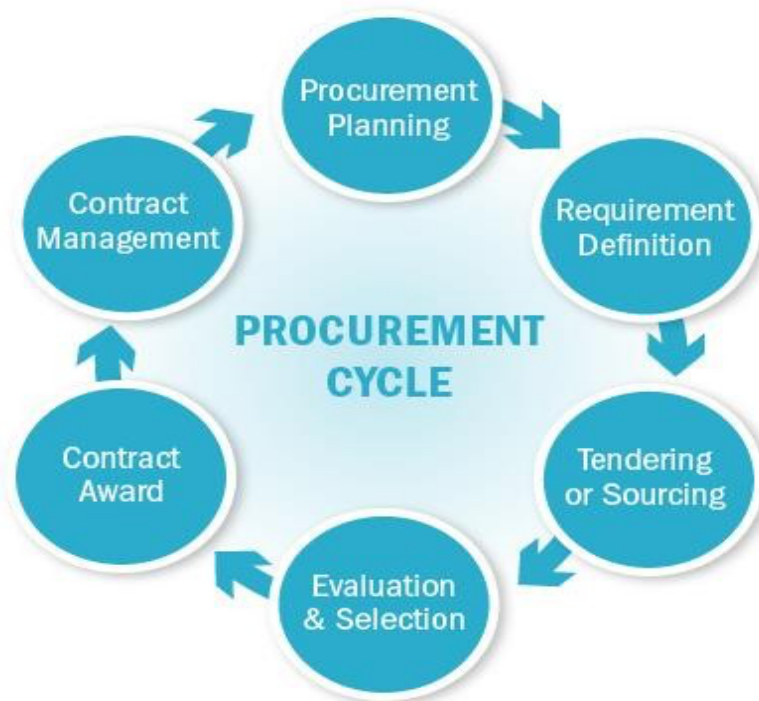 Procurement
Planning
Requirement
Definition
Tendering
or Sourcing
Evaluation
& Selection
Contract
Award
Contract
Management
PROCUREMENT
CYCLE